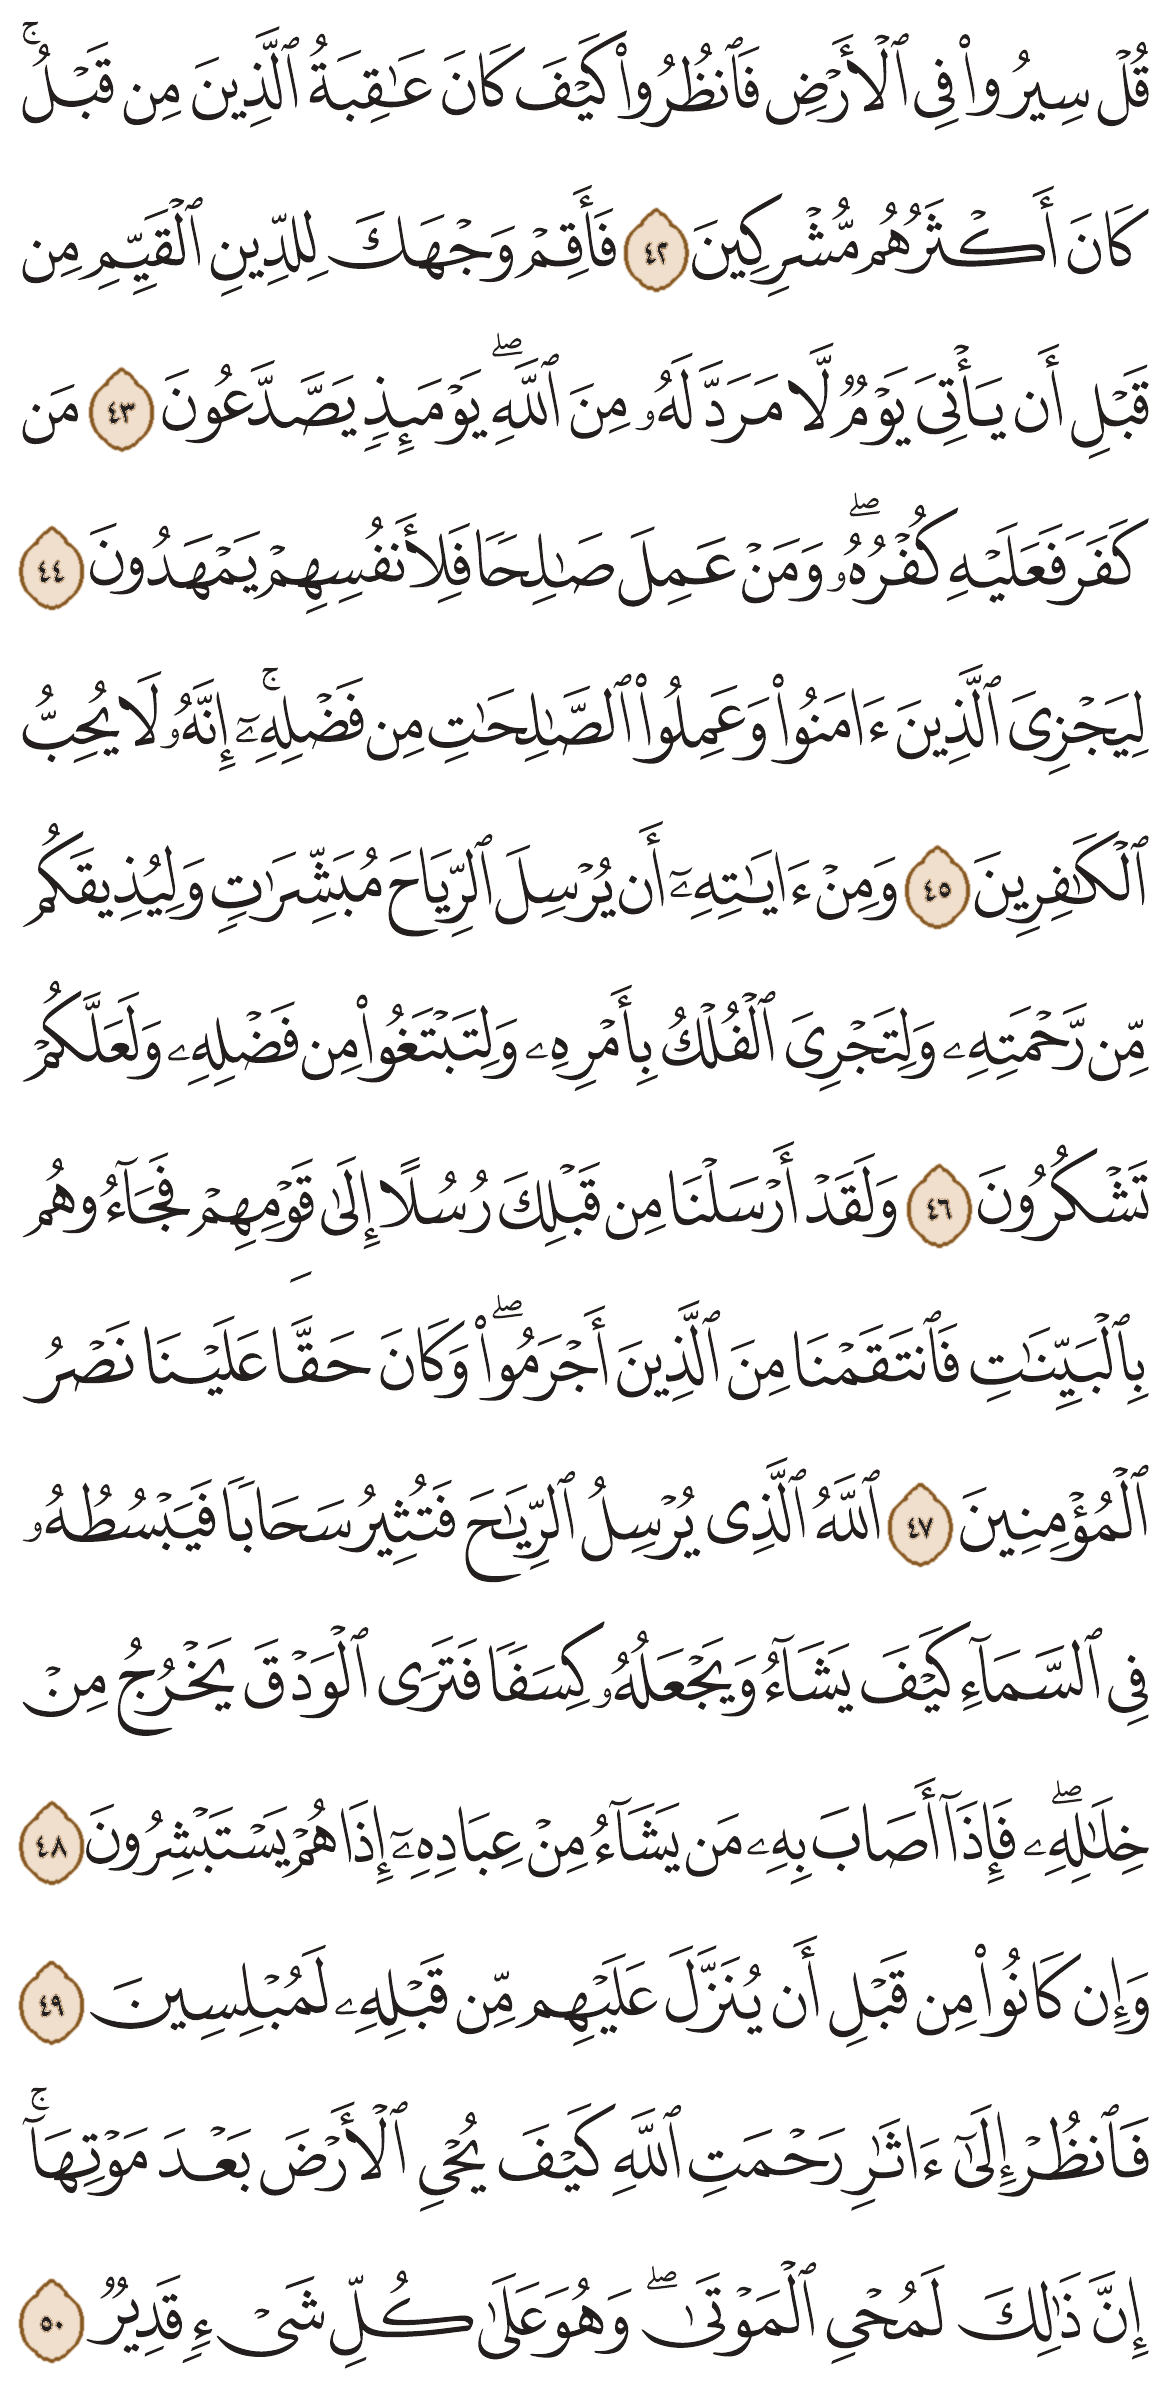 قُلۡ سِيرُواْ فِي ٱلۡأَرۡضِ فَٱنظُرُواْ كَيۡفَ كَانَ عَٰقِبَةُ ٱلَّذِينَ مِن قَبۡلُۚ
كَانَ أَكۡثَرُهُم مُّشۡرِكِينَ ٤٢ فَأَقِمۡ وَجۡهَكَ لِلدِّينِ ٱلۡقَيِّمِ مِن
قَبۡلِ أَن يَأۡتِيَ يَوۡمٞ لَّا مَرَدَّ لَهُۥ مِنَ ٱللَّهِۖ يَوۡمَئِذٖ يَصَّدَّعُونَ ٤٣ مَن
كَفَرَ فَعَلَيۡهِ كُفۡرُهُۥۖ وَمَنۡ عَمِلَ صَٰلِحٗا فَلِأَنفُسِهِمۡ يَمۡهَدُونَ ٤٤
لِيَجۡزِيَ ٱلَّذِينَ ءَامَنُواْ وَعَمِلُواْ ٱلصَّٰلِحَٰتِ مِن فَضۡلِهِۦٓۚ إِنَّهُۥ لَا يُحِبُّ
ٱلۡكَٰفِرِينَ ٤٥ وَمِنۡ ءَايَٰتِهِۦٓ أَن يُرۡسِلَ ٱلرِّيَاحَ مُبَشِّرَٰتٖ وَلِيُذِيقَكُم
مِّن رَّحۡمَتِهِۦ وَلِتَجۡرِيَ ٱلۡفُلۡكُ بِأَمۡرِهِۦ وَلِتَبۡتَغُواْ مِن فَضۡلِهِۦ وَلَعَلَّكُمۡ
تَشۡكُرُونَ ٤٦ وَلَقَدۡ أَرۡسَلۡنَا مِن قَبۡلِكَ رُسُلًا إِلَىٰ قَوۡمِهِمۡ فَجَآءُوهُم
بِٱلۡبَيِّنَٰتِ فَٱنتَقَمۡنَا مِنَ ٱلَّذِينَ أَجۡرَمُواْۖ وَكَانَ حَقًّا عَلَيۡنَا نَصۡرُ
ٱلۡمُؤۡمِنِينَ ٤٧ ٱللَّهُ ٱلَّذِي يُرۡسِلُ ٱلرِّيَٰحَ فَتُثِيرُ سَحَابٗا فَيَبۡسُطُهُۥ
فِي ٱلسَّمَآءِ كَيۡفَ يَشَآءُ وَيَجۡعَلُهُۥ كِسَفٗا فَتَرَى ٱلۡوَدۡقَ يَخۡرُجُ مِنۡ
خِلَٰلِهِۦۖ فَإِذَآ أَصَابَ بِهِۦ مَن يَشَآءُ مِنۡ عِبَادِهِۦٓ إِذَا هُمۡ يَسۡتَبۡشِرُونَ ٤٨
وَإِن كَانُواْ مِن قَبۡلِ أَن يُنَزَّلَ عَلَيۡهِم مِّن قَبۡلِهِۦ لَمُبۡلِسِينَ ٤٩
فَٱنظُرۡ إِلَىٰٓ ءَاثَٰرِ رَحۡمَتِ ٱللَّهِ كَيۡفَ يُحۡيِ ٱلۡأَرۡضَ بَعۡدَ مَوۡتِهَآۚ
إِنَّ ذَٰلِكَ لَمُحۡيِ ٱلۡمَوۡتَىٰۖ وَهُوَ عَلَىٰ كُلِّ شَيۡءٖ قَدِيرٞ ٥٠